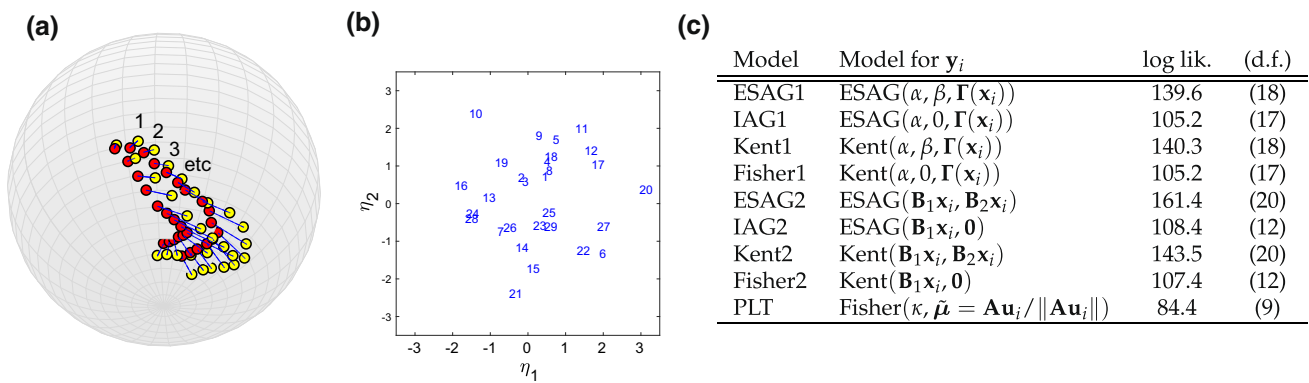 (a)
1
2
3
etc
(b)
η2
3
2
1
0
-1
-2
-3
10
11
9
5
12
18
4
19
17
8
1
2
3
16
20
13
24
28
25
23
29
27
26
7
14
22
6
15
21
-3 -2 -1 0 1 2 3
η1
(c)
Model Model for yᵢ log lik. (d.f.)
ESAG1 ESAG(α, β, Γ(xᵢ)) 139.6 (18)
IAG1 ESAG(α, 0, Γ(xᵢ)) 105.2 (17)
Kent1 Kent(α, β, Γ(xᵢ)) 140.3 (18)
Fisher1 Kent(α, 0, Γ(xᵢ)) 105.2 (17)
ESAG2 ESAG(B₁xᵢ, B₂xᵢ) 161.4 (20)
IAG2 ESAG(B₁xᵢ, 0) 108.4 (12)
Kent2 Kent(B₁xᵢ, B₂xᵢ) 143.5 (20)
Fisher2 Kent(B₁xᵢ, 0) 107.4 (12)
PLT Fisher(κ, μ̃ = Auᵢ/‖Auᵢ‖) 84.4 (9)